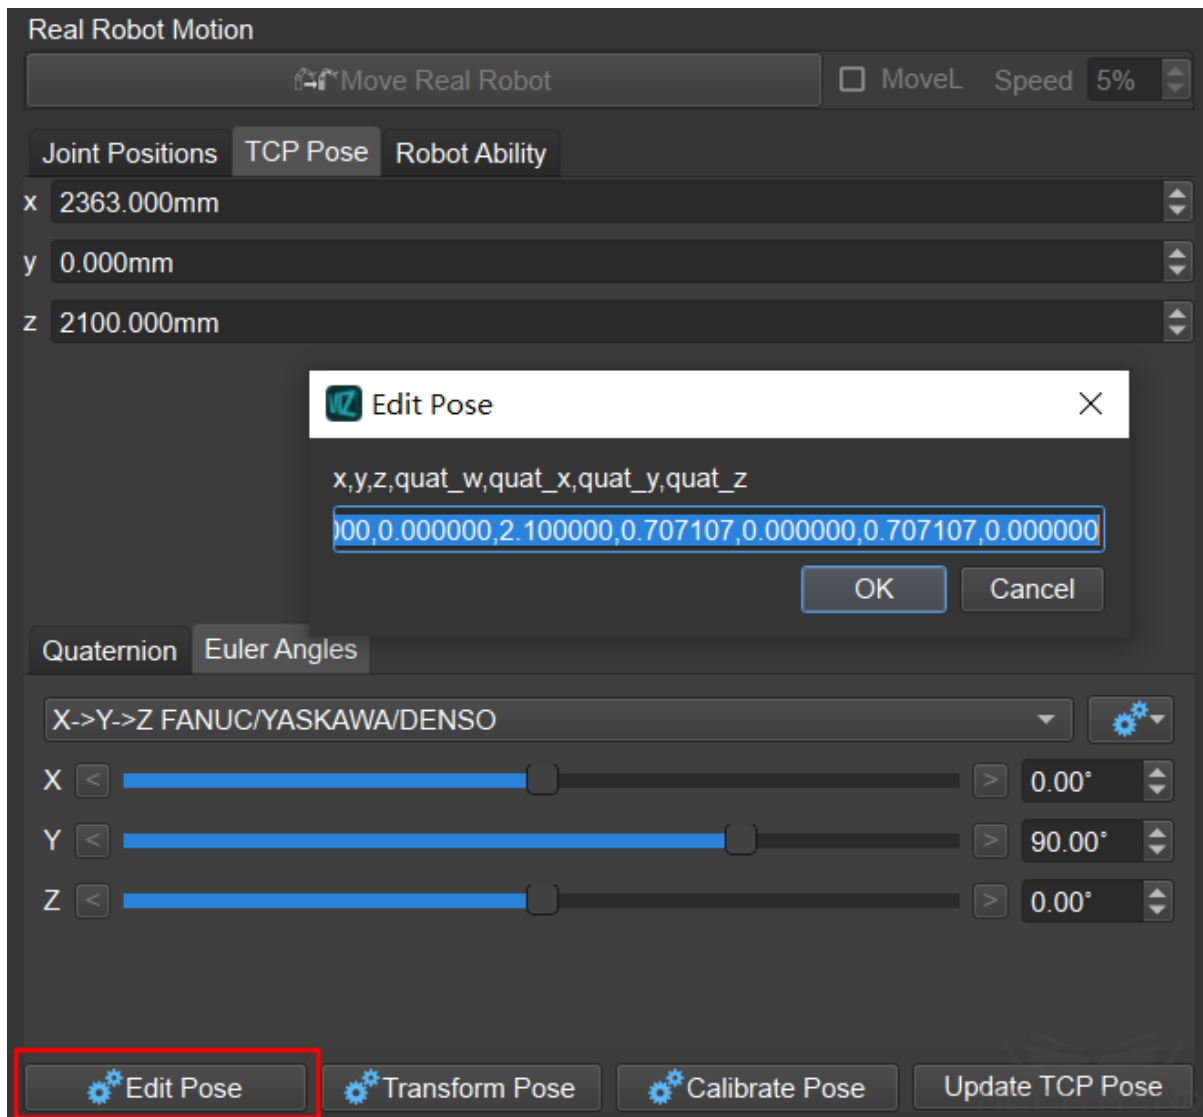 Real Robot Motion
Move Real Robot MoveL Speed 5%
Joint Positions TCP Pose Robot Ability
x 2363.000mm
y 0.000mm
z 2100.000mm
Edit Pose
x,y,z,quat_w,quat_x,quat_y,quat_z
00,0.000000,2.100000,0.707107,0.000000,0.707107,0.000000
OK Cancel
Quaternion Euler Angles
X->Y->Z FANUC/YASKAWA/DENSO
X < > 0.00°
Y < > 90.00°
Z < > 0.00°
Edit Pose Transform Pose Calibrate Pose Update TCP Pose